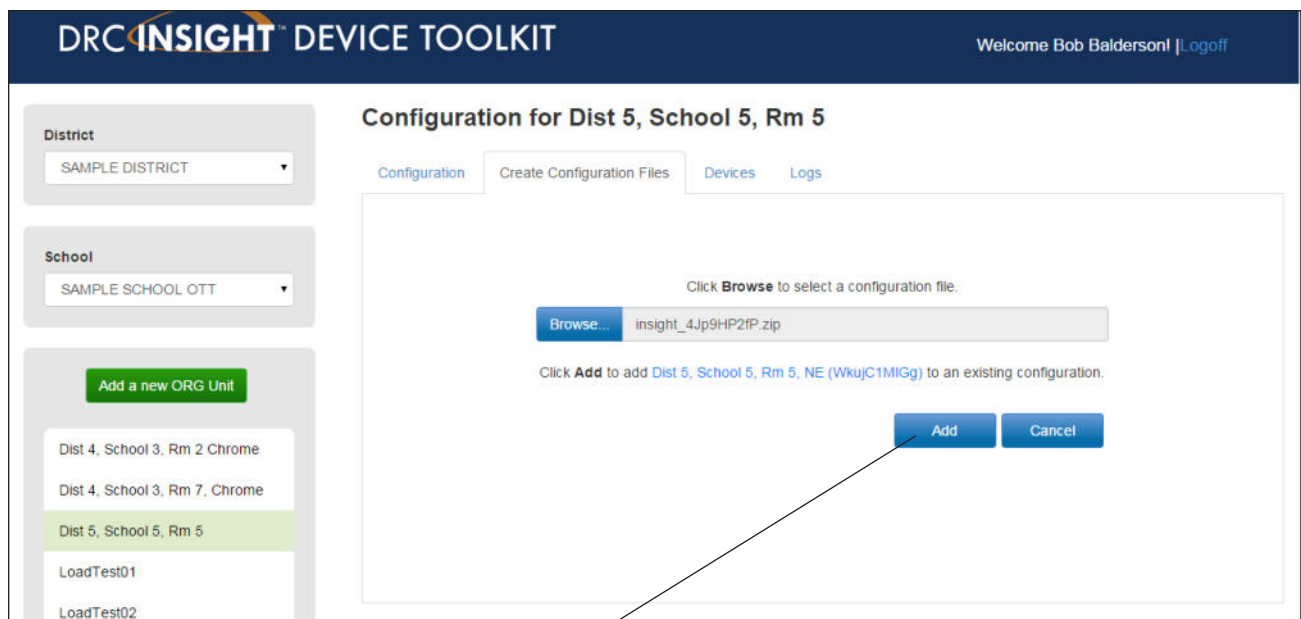 DRC INSIGHT™ DEVICE TOOLKIT
Welcome Bob Balderson! |Logoff
District
SAMPLE DISTRICT
School
SAMPLE SCHOOL OTT
Add a new ORG Unit
Dist 4, School 3, Rm 2 Chrome
Dist 4, School 3, Rm 7, Chrome
Dist 5, School 5, Rm 5
LoadTest01
LoadTest02
Configuration for Dist 5, School 5, Rm 5
Configuration Create Configuration Files Devices Logs
Click Browse to select a configuration file.
Browse... insight_4Jp9HP2fP.zip
Click Add to add Dist 5, School 5, Rm 5, NE (WkujC1MIGg) to an existing configuration.
Add Cancel